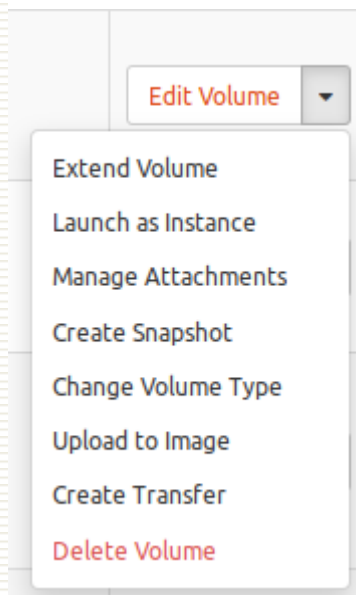 Edit Volume
Extend Volume
Launch as Instance
Manage Attachments
Create Snapshot
Change Volume Type
Upload to Image
Create Transfer
Delete Volume